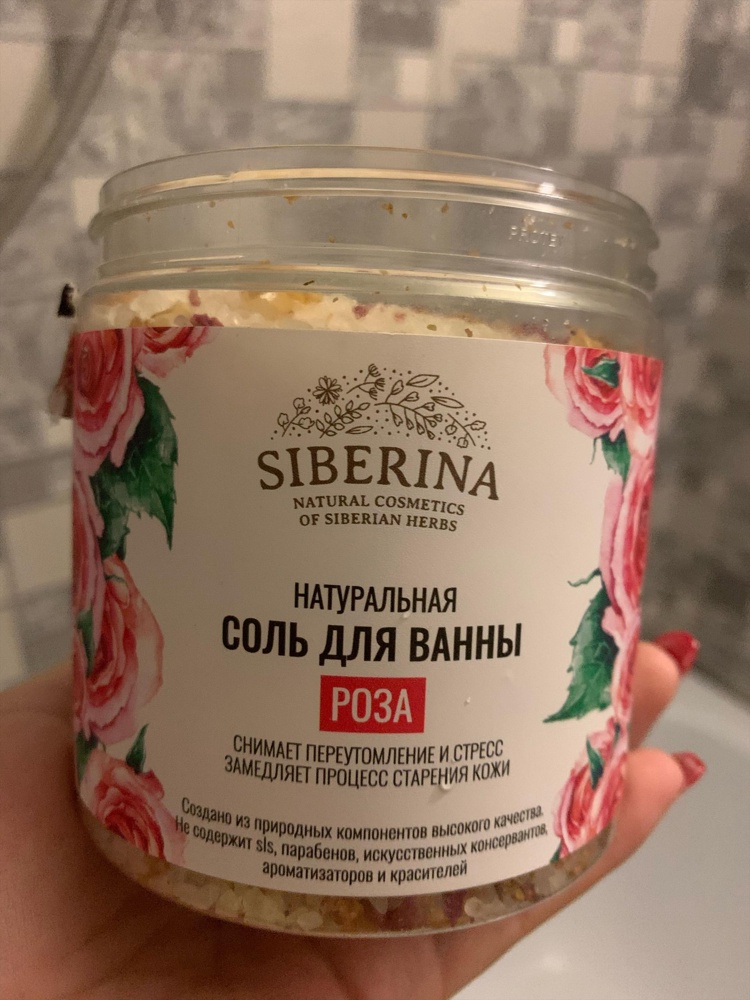 SIBERINA
NATURAL COSMETICS
OF SIBERIAN HERBS
НАТУРАЛЬНАЯ
СОЛЬ ДЛЯ ВАННЫ
РОЗА
СНИМАЕТ ПЕРЕУТОМЛЕНИЕ И СТРЕСС
ЗАМЕДЛЯЕТ ПРОЦЕСС СТАРЕНИЯ КОЖИ
Создано из природных компонентов высокого качества.
Не содержит sls, парабенов, искусственных консервантов,
ароматизаторов и красителей